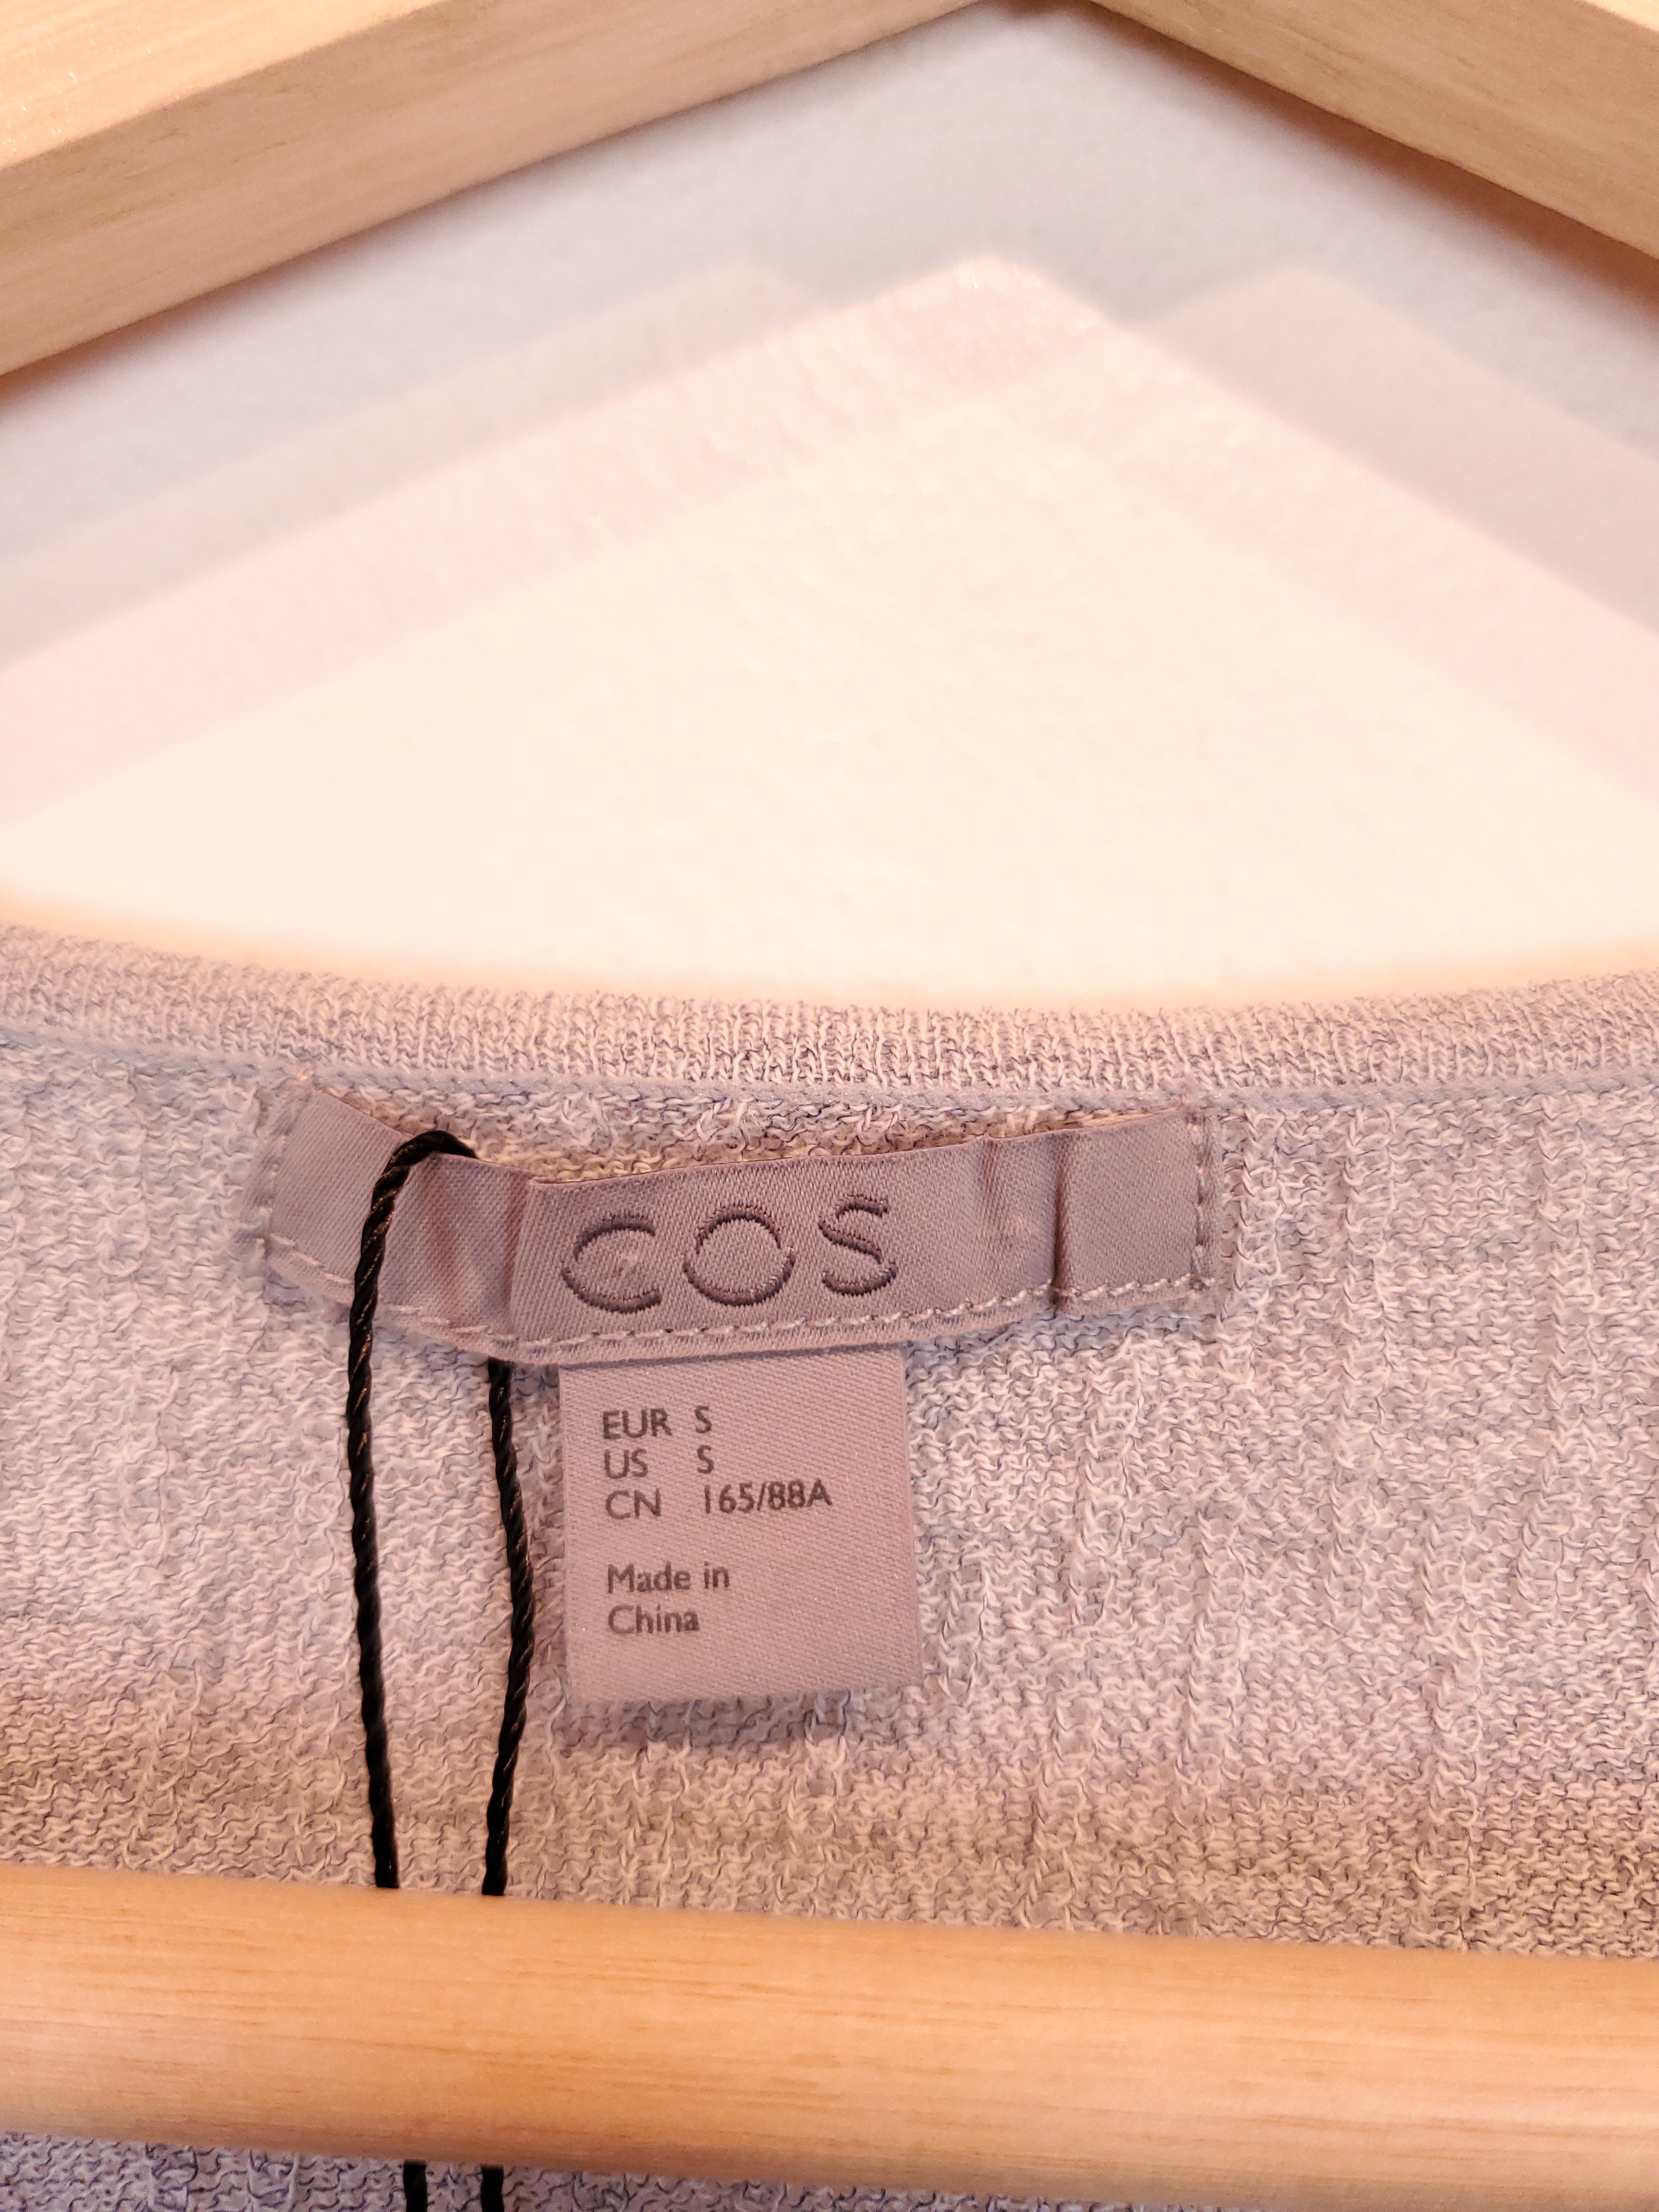 COS
EUR S
US S
CN 165/88A
Made in
China